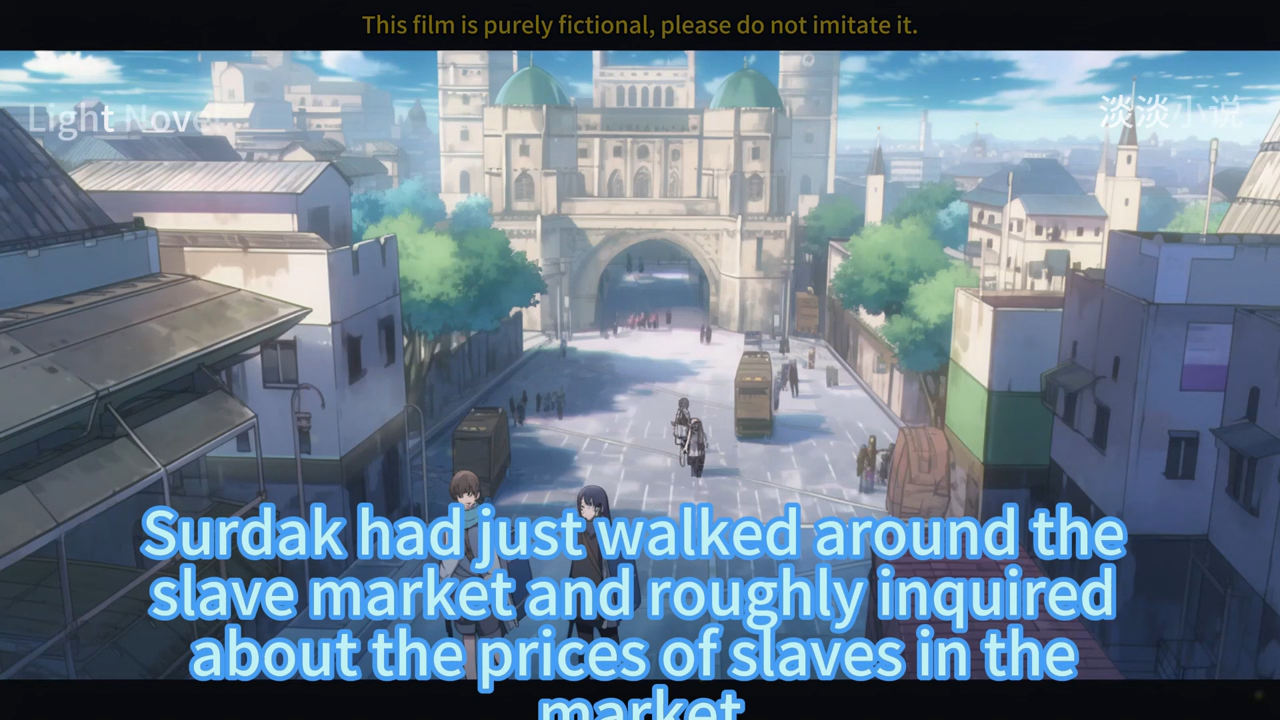 This film is purely fictional, please do not imitate it.
Light Novel
淡淡小说
Surdak had just walked around the
slave market and roughly inquired
about the prices of slaves in the
market